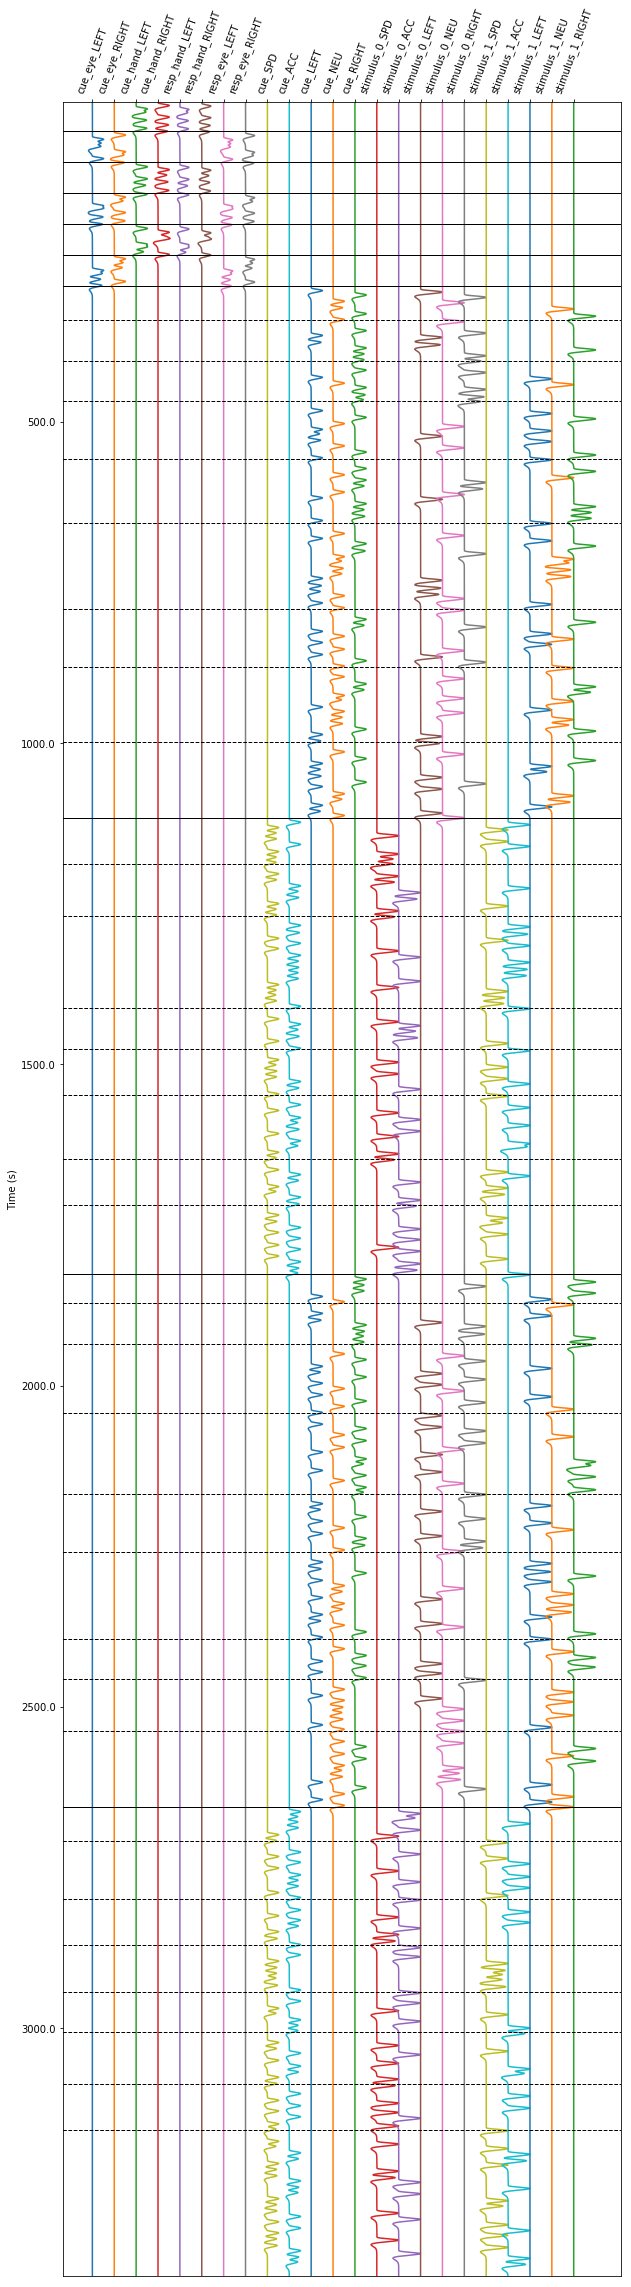 cue_eye_LEFT
cue_eye_RIGHT
cue_hand_LEFT
cue_hand_RIGHT
resp_hand_LEFT
resp_hand_RIGHT
resp_eye_LEFT
resp_eye_RIGHT
cue_SPD
cue_ACC
cue_LEFT
cue_NEU
cue_RIGHT
stimulus_0_SPD
stimulus_0_ACC
stimulus_0_LEFT
stimulus_0_NEU
stimulus_0_RIGHT
stimulus_1_SPD
stimulus_1_ACC
stimulus_1_LEFT
stimulus_1_NEU
stimulus_1_RIGHT
500.0
1000.0
1500.0
Time (s)
2000.0
2500.0
3000.0